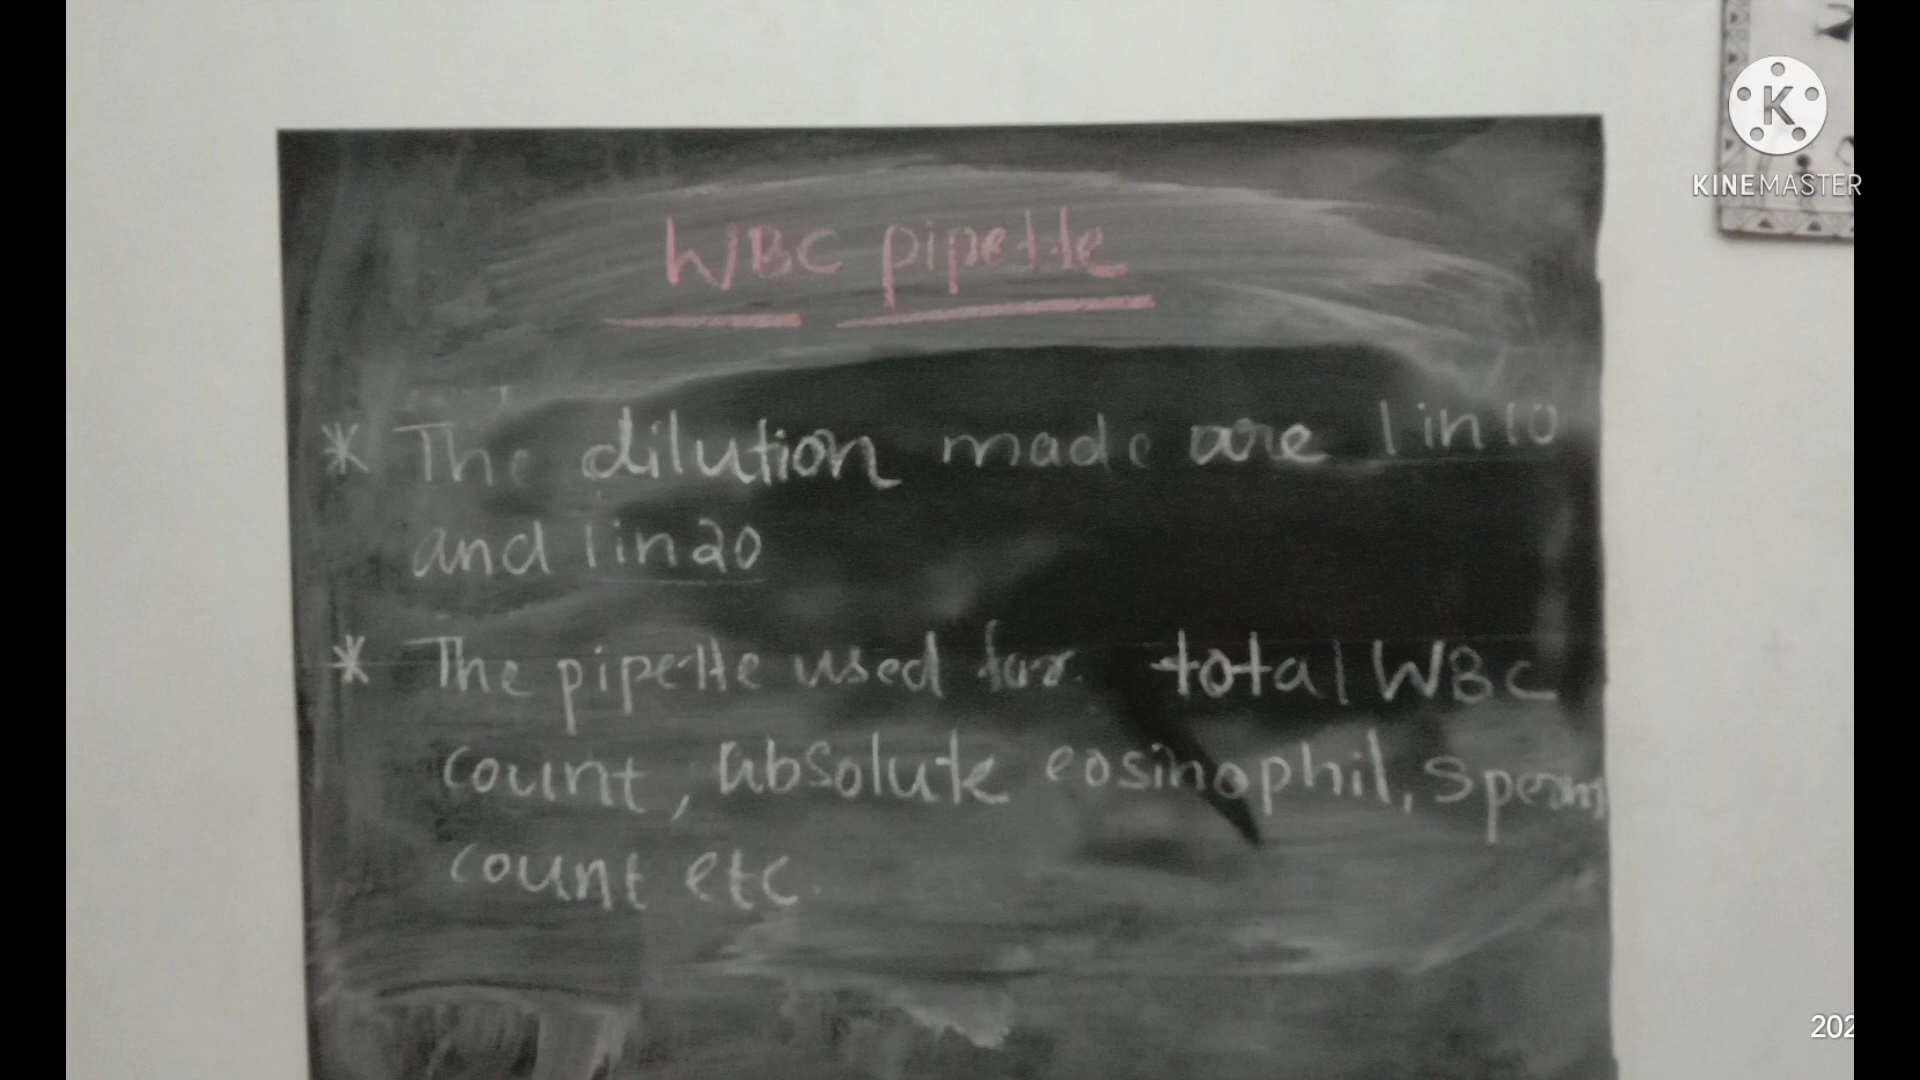 K
KINEMASTER
WBC pipette
* The dilution made are 1 in 10
and 1 in 20
* The pipette used for total WBC
count, absolute eosinophil, sperm
count etc.
202